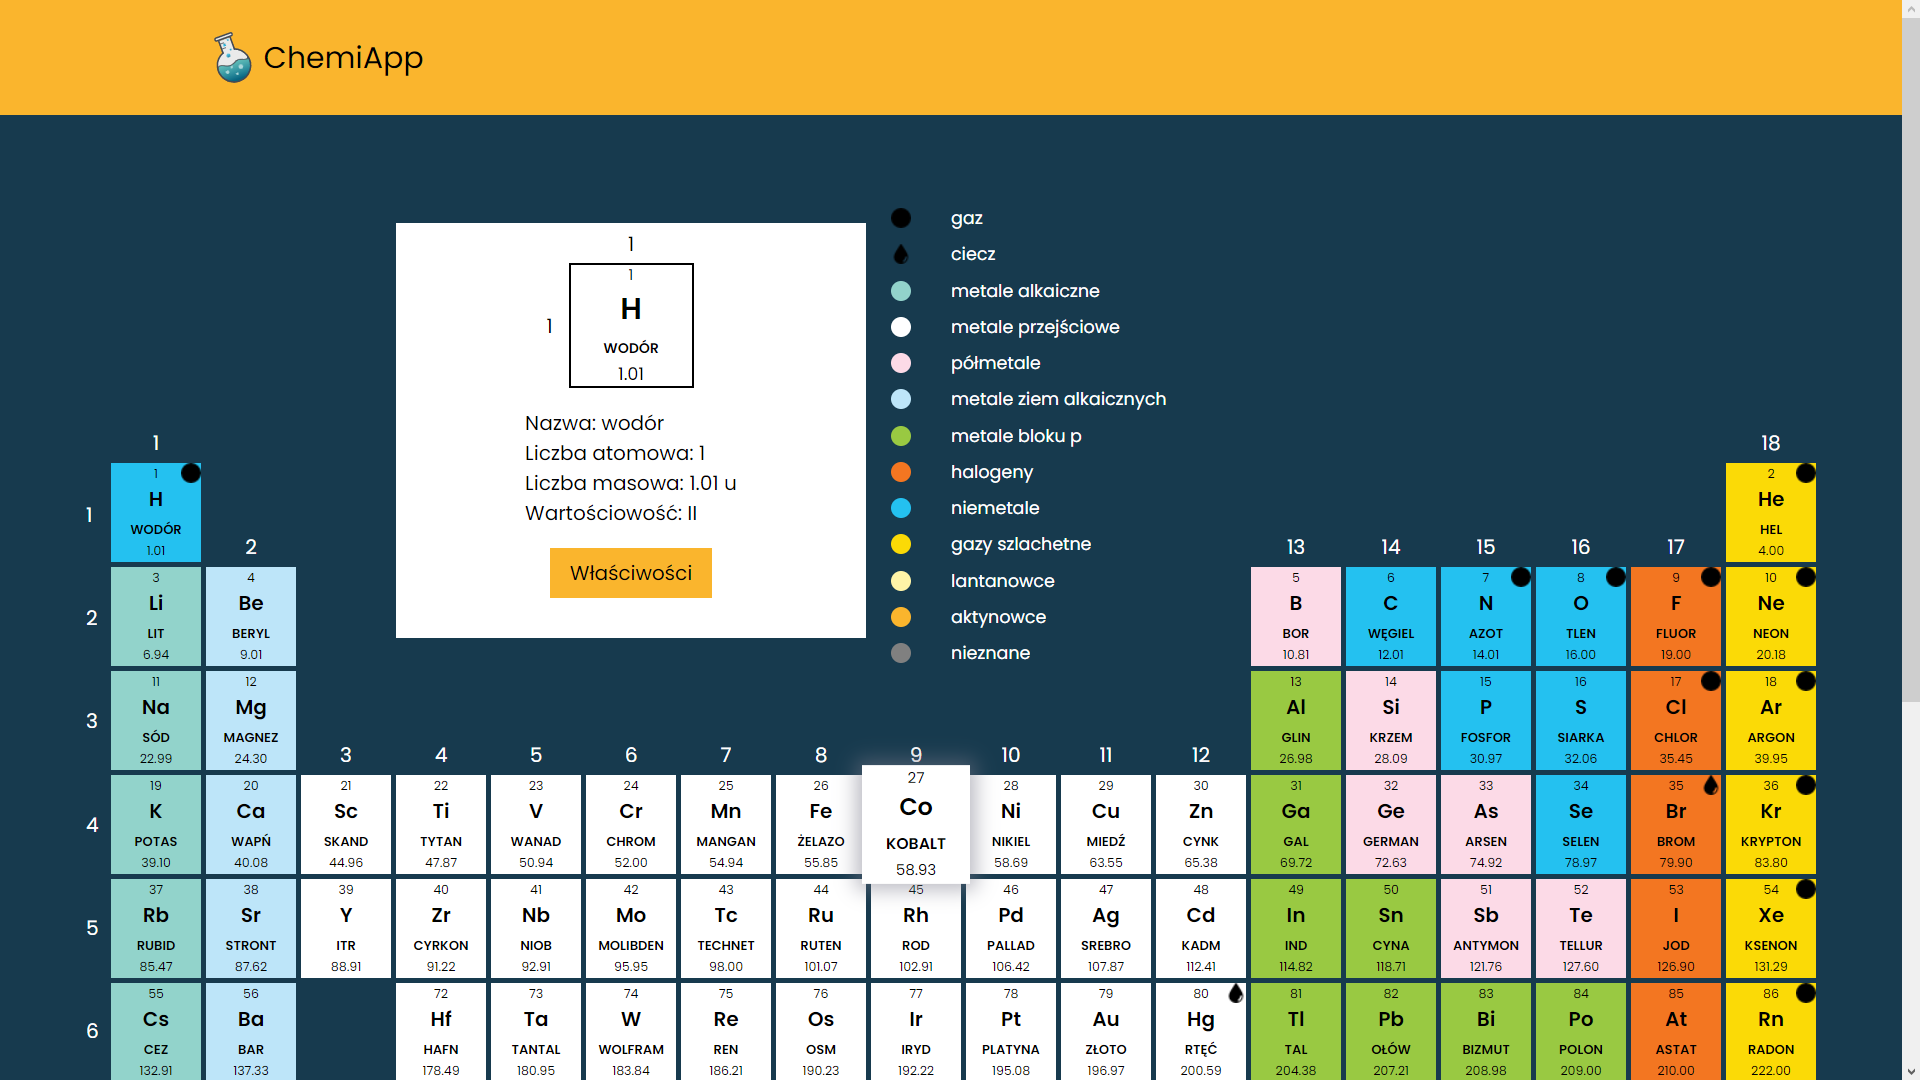 ChemiApp
1
1
H
WODÓR
1.01
1
Nazwa: wodór
Liczba atomowa: 1
Liczba masowa: 1.01 u
Wartościowość: II
Właściwości
gaz
ciecz
metale alkaiczne
metale przejściowe
półmetale
metale ziem alkaicznych
metale bloku p
halogeny
niemetale
gazy szlachetne
lantanowce
aktynowce
nieznane
1 18
1 2
1 H He
WODÓR HEL
1.01 4.00
2 13 14 15 16 17
3 4 5 6 7 8 9 10
2 Li Be B C N O F Ne
LIT BERYL BOR WĘGIEL AZOT TLEN FLUOR NEON
6.94 9.01 10.81 12.01 14.01 16.00 19.00 20.18
11 12 13 14 15 16 17 18
3 Na Mg Al Si P S Cl Ar
SÓD MAGNEZ GLIN KRZEM FOSFOR SIARKA CHLOR ARGON
22.99 24.30 26.98 28.09 30.97 32.06 35.45 39.95
3 4 5 6 7 8 9 10 11 12
19 20 21 22 23 24 25 26 27 28 29 30 31 32 33 34 35 36
4 K Ca Sc Ti V Cr Mn Fe Co Ni Cu Zn Ga Ge As Se Br Kr
POTAS WAPŃ SKAND TYTAN WANAD CHROM MANGAN ŻELAZO KOBALT NIKIEL MIEDŹ CYNK GAL GERMAN ARSEN SELEN BROM KRYPTON
39.10 40.08 44.96 47.87 50.94 52.00 54.94 55.85 58.93 58.69 63.55 65.38 69.72 72.63 74.92 78.97 79.90 83.80
37 38 39 40 41 42 43 44 45 46 47 48 49 50 51 52 53 54
5 Rb Sr Y Zr Nb Mo Tc Ru Rh Pd Ag Cd In Sn Sb Te I Xe
RUBID STRONT ITR CYRKON NIOB MOLIBDEN TECHNET RUTEN ROD PALLAD SREBRO KADM IND CYNA ANTYMON TELLUR JOD KSENON
85.47 87.62 88.91 91.22 92.91 95.95 98.00 101.07 102.91 106.42 107.87 112.41 114.82 118.71 121.76 127.60 126.90 131.29
55 56 72 73 74 75 76 77 78 79 80 81 82 83 84 85 86
6 Cs Ba Hf Ta W Re Os Ir Pt Au Hg Tl Pb Bi Po At Rn
CEZ BAR HAFN TANTAL WOLFRAM REN OSM IRYD PLATYNA ZŁOTO RTĘĆ TAL OŁÓW BIZMUT POLON ASTAT RADON
132.91 137.33 178.49 180.95 183.84 186.21 190.23 192.22 195.08 196.97 200.59 204.38 207.21 208.98 209.00 210.00 222.00